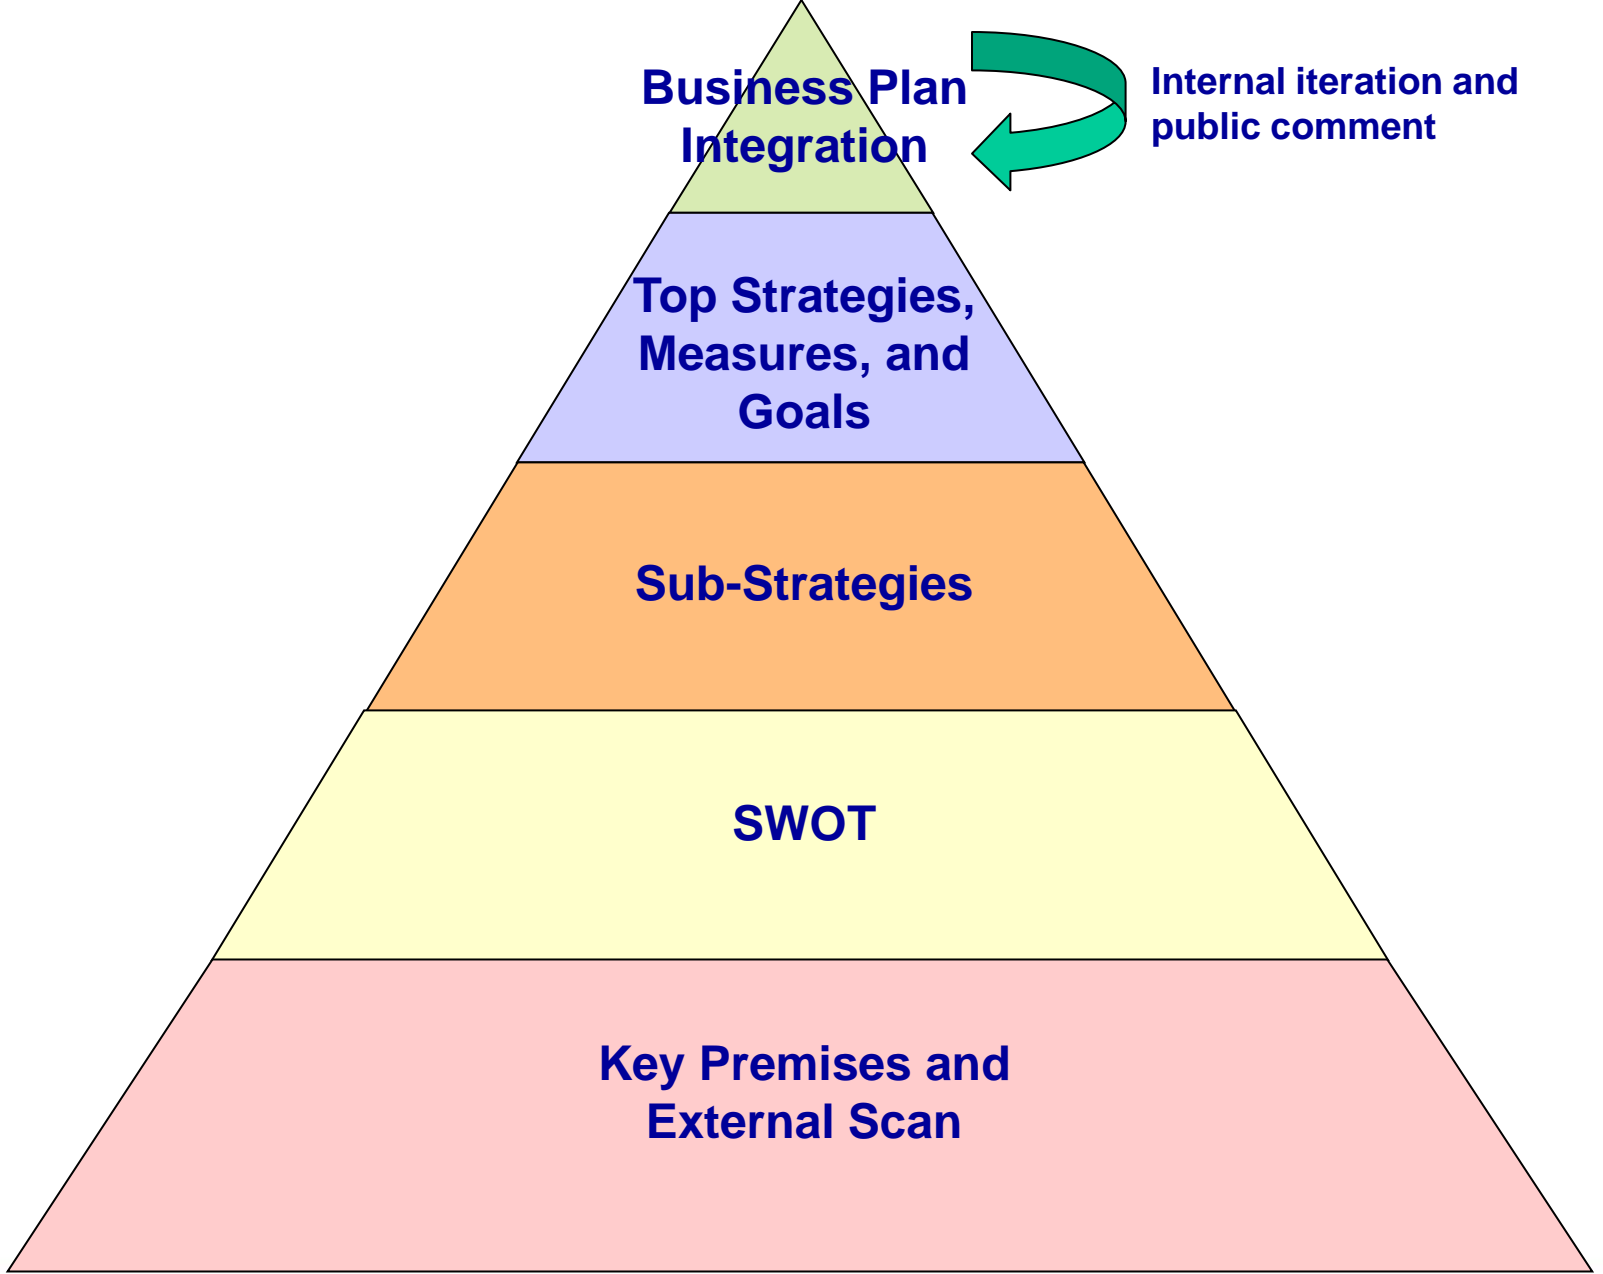 Business Plan
Integration
Internal iteration and
public comment
Top Strategies,
Measures, and
Goals
Sub-Strategies
SWOT
Key Premises and
External Scan